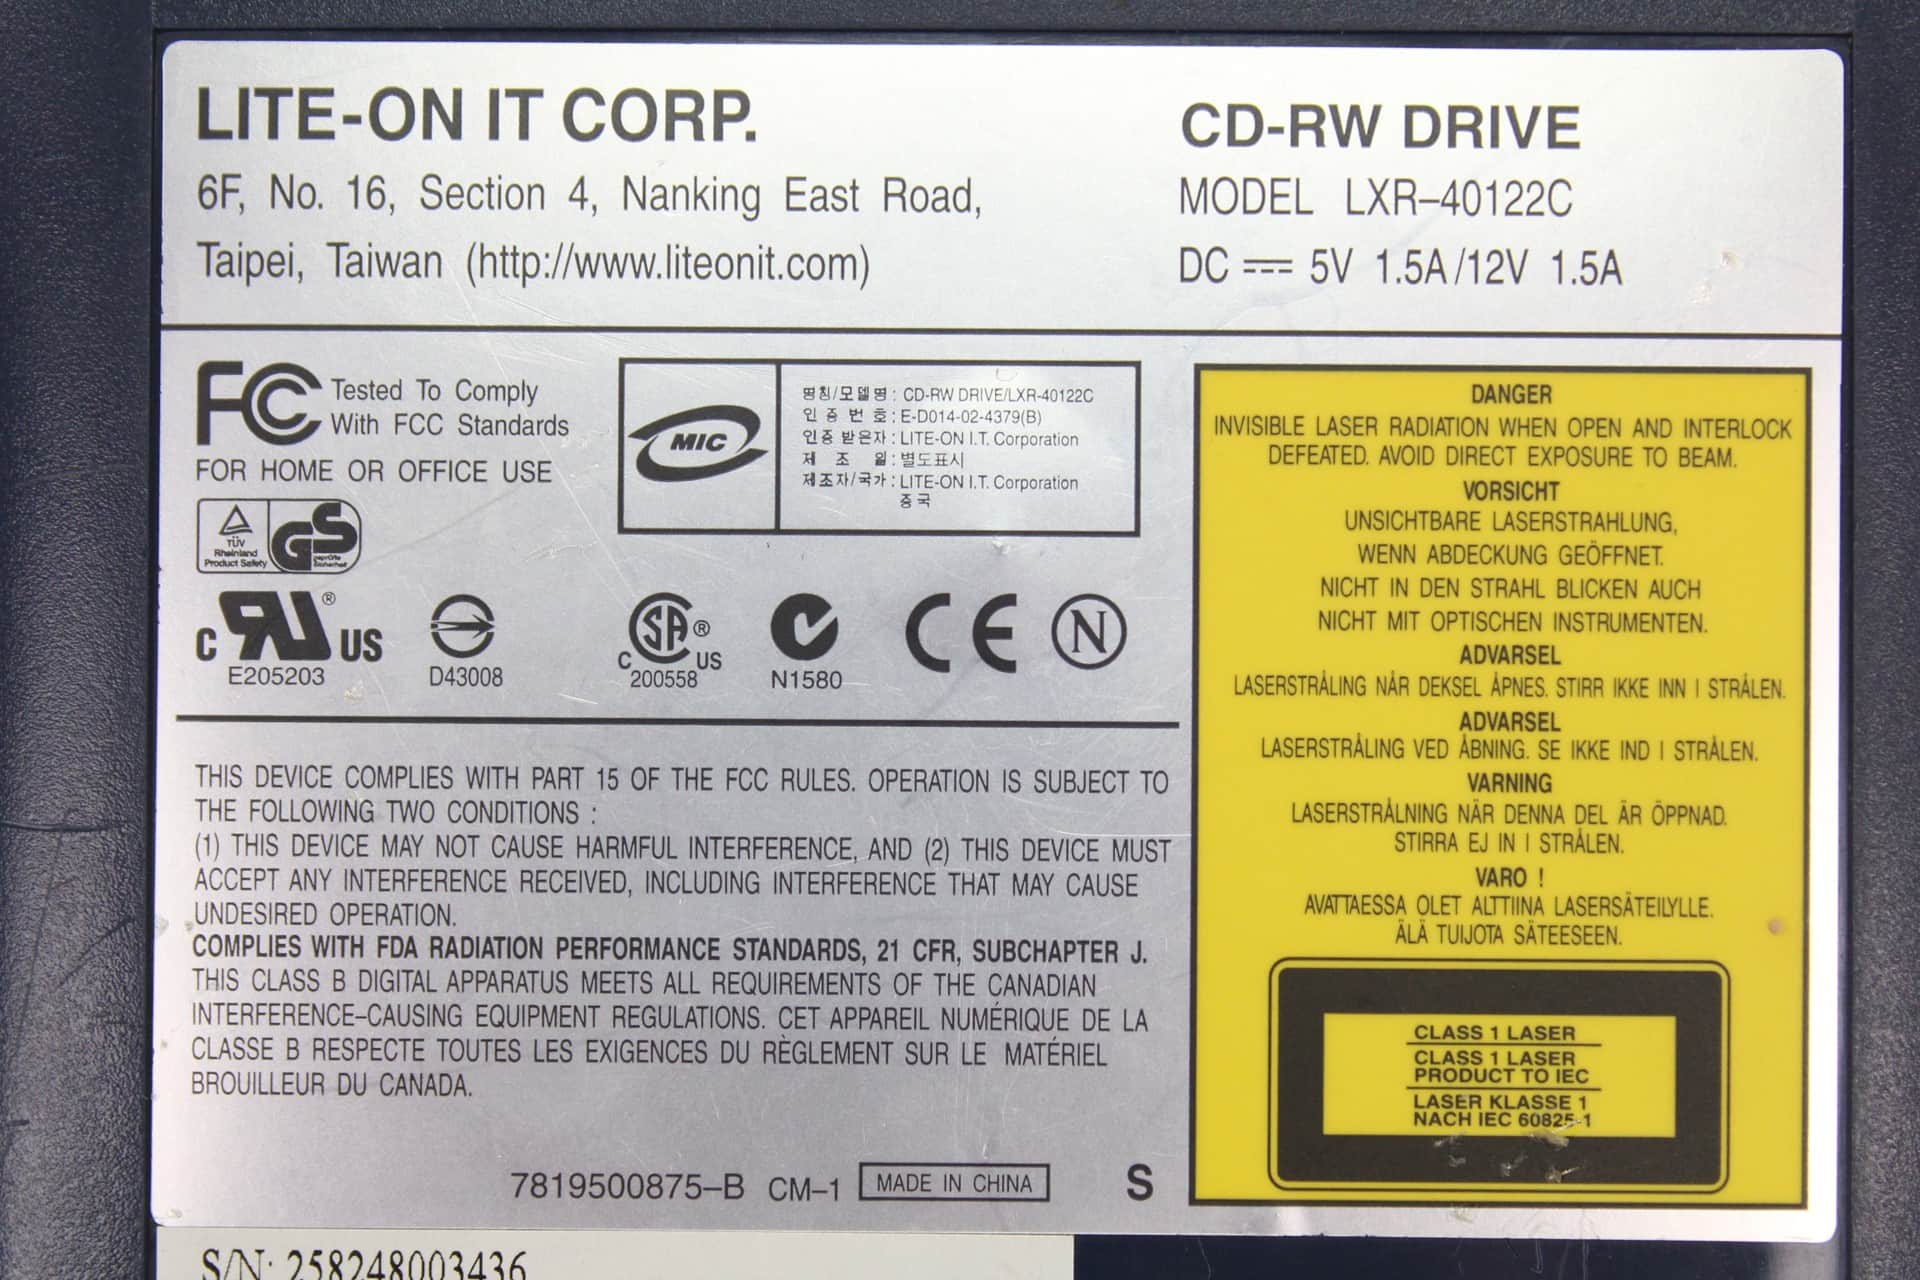 LITE-ON IT CORP.
6F, No. 16, Section 4, Nanking East Road,
Taipei, Taiwan (http://www.liteonit.com)
CD-RW DRIVE
MODEL LXR-40122C
DC 5V 1.5A/12V 1.5A
FC Tested To Comply
With FCC Standards
FOR HOME OR OFFICE USE
MIC
명칭/모델명 : CD-RW DRIVE/LXR-40122C
인 증 번 호 : E-D014-02-4379(B)
인증 받은자 : LITE-ON I.T. Corporation
제 조 일 : 별도표시
제조자/국가 : LITE-ON I.T. Corporation
중국
TÜV
Rheinland
Product Safety
GS
geprüfte
Sicherheit
C RU ® US
E205203
D43008
C SA ® US
200558
N1580
CE
N
THIS DEVICE COMPLIES WITH PART 15 OF THE FCC RULES. OPERATION IS SUBJECT TO
THE FOLLOWING TWO CONDITIONS :
(1) THIS DEVICE MAY NOT CAUSE HARMFUL INTERFERENCE, AND (2) THIS DEVICE MUST
ACCEPT ANY INTERFERENCE RECEIVED, INCLUDING INTERFERENCE THAT MAY CAUSE
UNDESIRED OPERATION.
COMPLIES WITH FDA RADIATION PERFORMANCE STANDARDS, 21 CFR, SUBCHAPTER J.
THIS CLASS B DIGITAL APPARATUS MEETS ALL REQUIREMENTS OF THE CANADIAN
INTERFERENCE-CAUSING EQUIPMENT REGULATIONS. CET APPAREIL NUMÉRIQUE DE LA
CLASSE B RESPECTE TOUTES LES EXIGENCES DU RÈGLEMENT SUR LE MATÉRIEL
BROUILLEUR DU CANADA.
7819500875-B CM-1 MADE IN CHINA S
DANGER
INVISIBLE LASER RADIATION WHEN OPEN AND INTERLOCK
DEFEATED. AVOID DIRECT EXPOSURE TO BEAM.
VORSICHT
UNSICHTBARE LASERSTRAHLUNG,
WENN ABDECKUNG GEÖFFNET.
NICHT IN DEN STRAHL BLICKEN AUCH
NICHT MIT OPTISCHEN INSTRUMENTEN.
ADVARSEL
LASERSTRÅLING NÅR DEKSEL ÅPNES. STIRR IKKE INN I STRÅLEN.
ADVARSEL
LASERSTRÅLING VED ÅBNING. SE IKKE IND I STRÅLEN.
VARNING
LASERSTRÅLNING NÄR DENNA DEL ÄR ÖPPNAD.
STIRRA EJ IN I STRÅLEN.
VARO !
AVATTAESSA OLET ALTTIINA LASERSÄTEILYLLE.
ÄLÄ TUIJOTA SÄTEESEEN.
CLASS 1 LASER
CLASS 1 LASER
PRODUCT TO IEC
LASER KLASSE 1
NACH IEC 60825-1
S/N: 258248003436